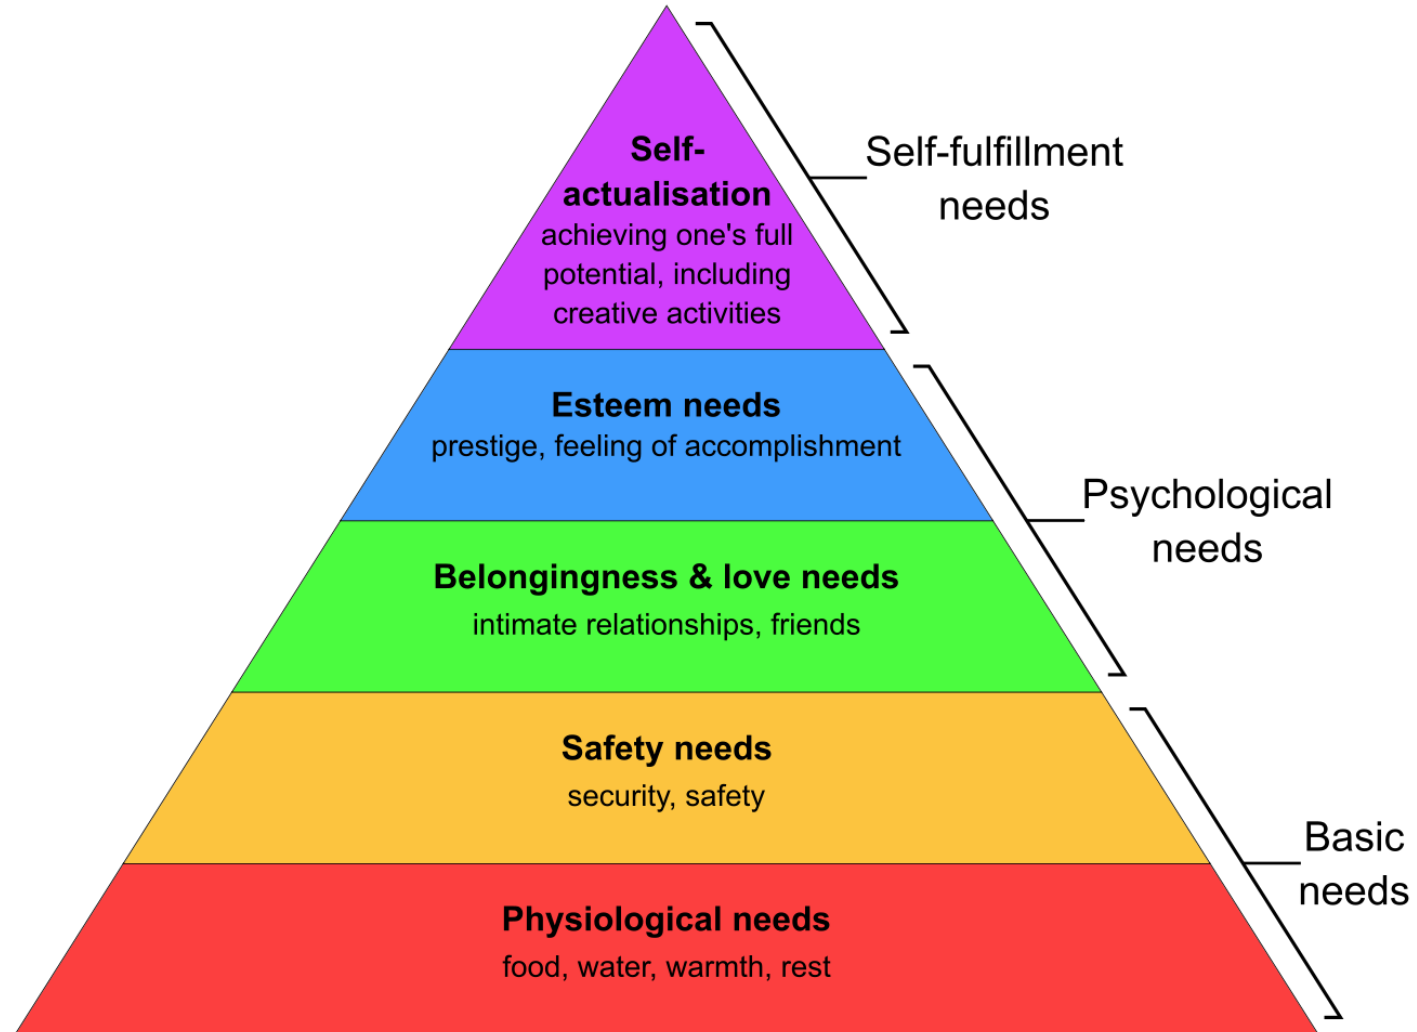 Self-
actualisation
achieving one's full
potential, including
creative activities
Self-fulfillment
needs
Esteem needs
prestige, feeling of accomplishment
Psychological
needs
Belongingness & love needs
intimate relationships, friends
Safety needs
security, safety
Basic
needs
Physiological needs
food, water, warmth, rest